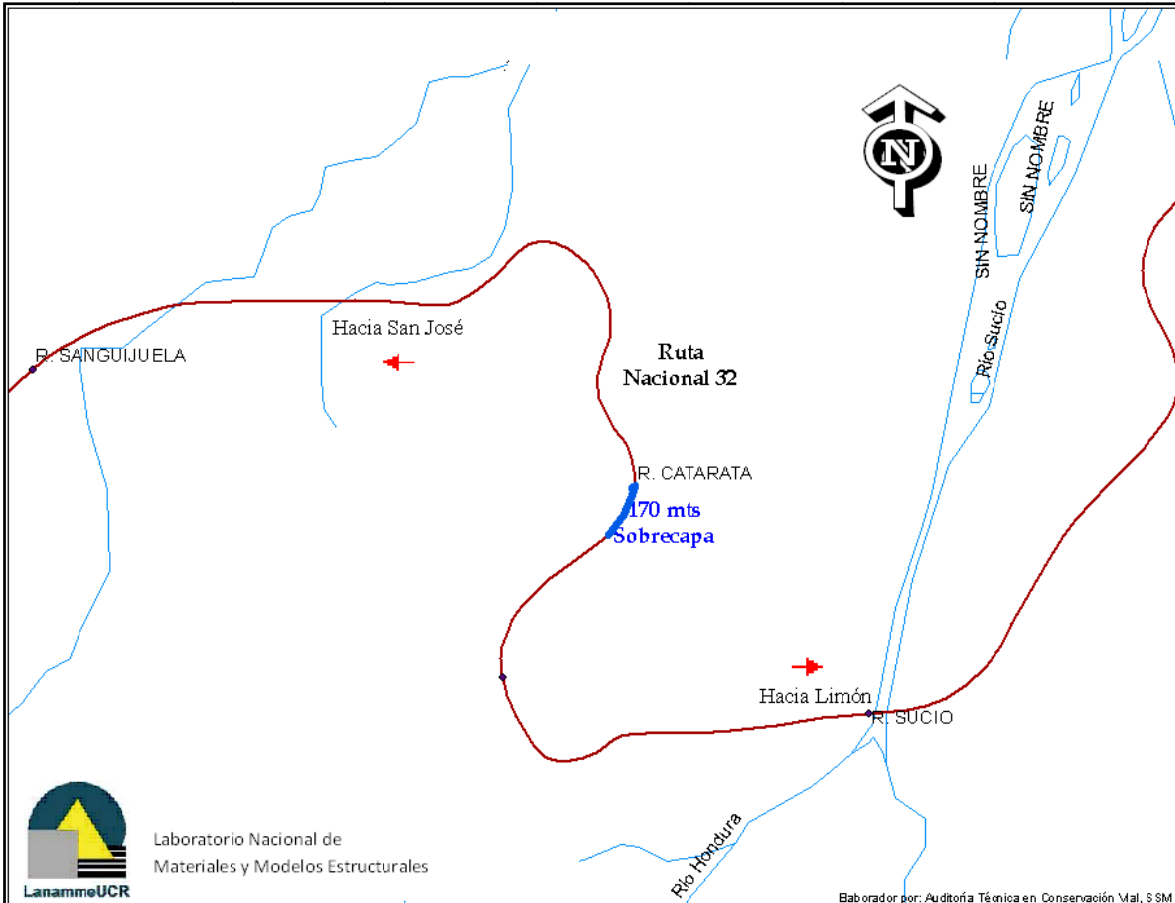 SIN NOMBRE
SIN NOMBRE
N
Hacia San José
R. SANGUIJUELA
Ruta
Nacional 32
Río Sucio
R. CATARATA
170 mts
Sobrecapa
Hacia Limón
R. SUCIO
Río Hondura
Laboratorio Nacional de
Materiales y Modelos Estructurales
LanammeUCR
Elaborador por: Auditoría Técnica en Conservación Vial, SSM